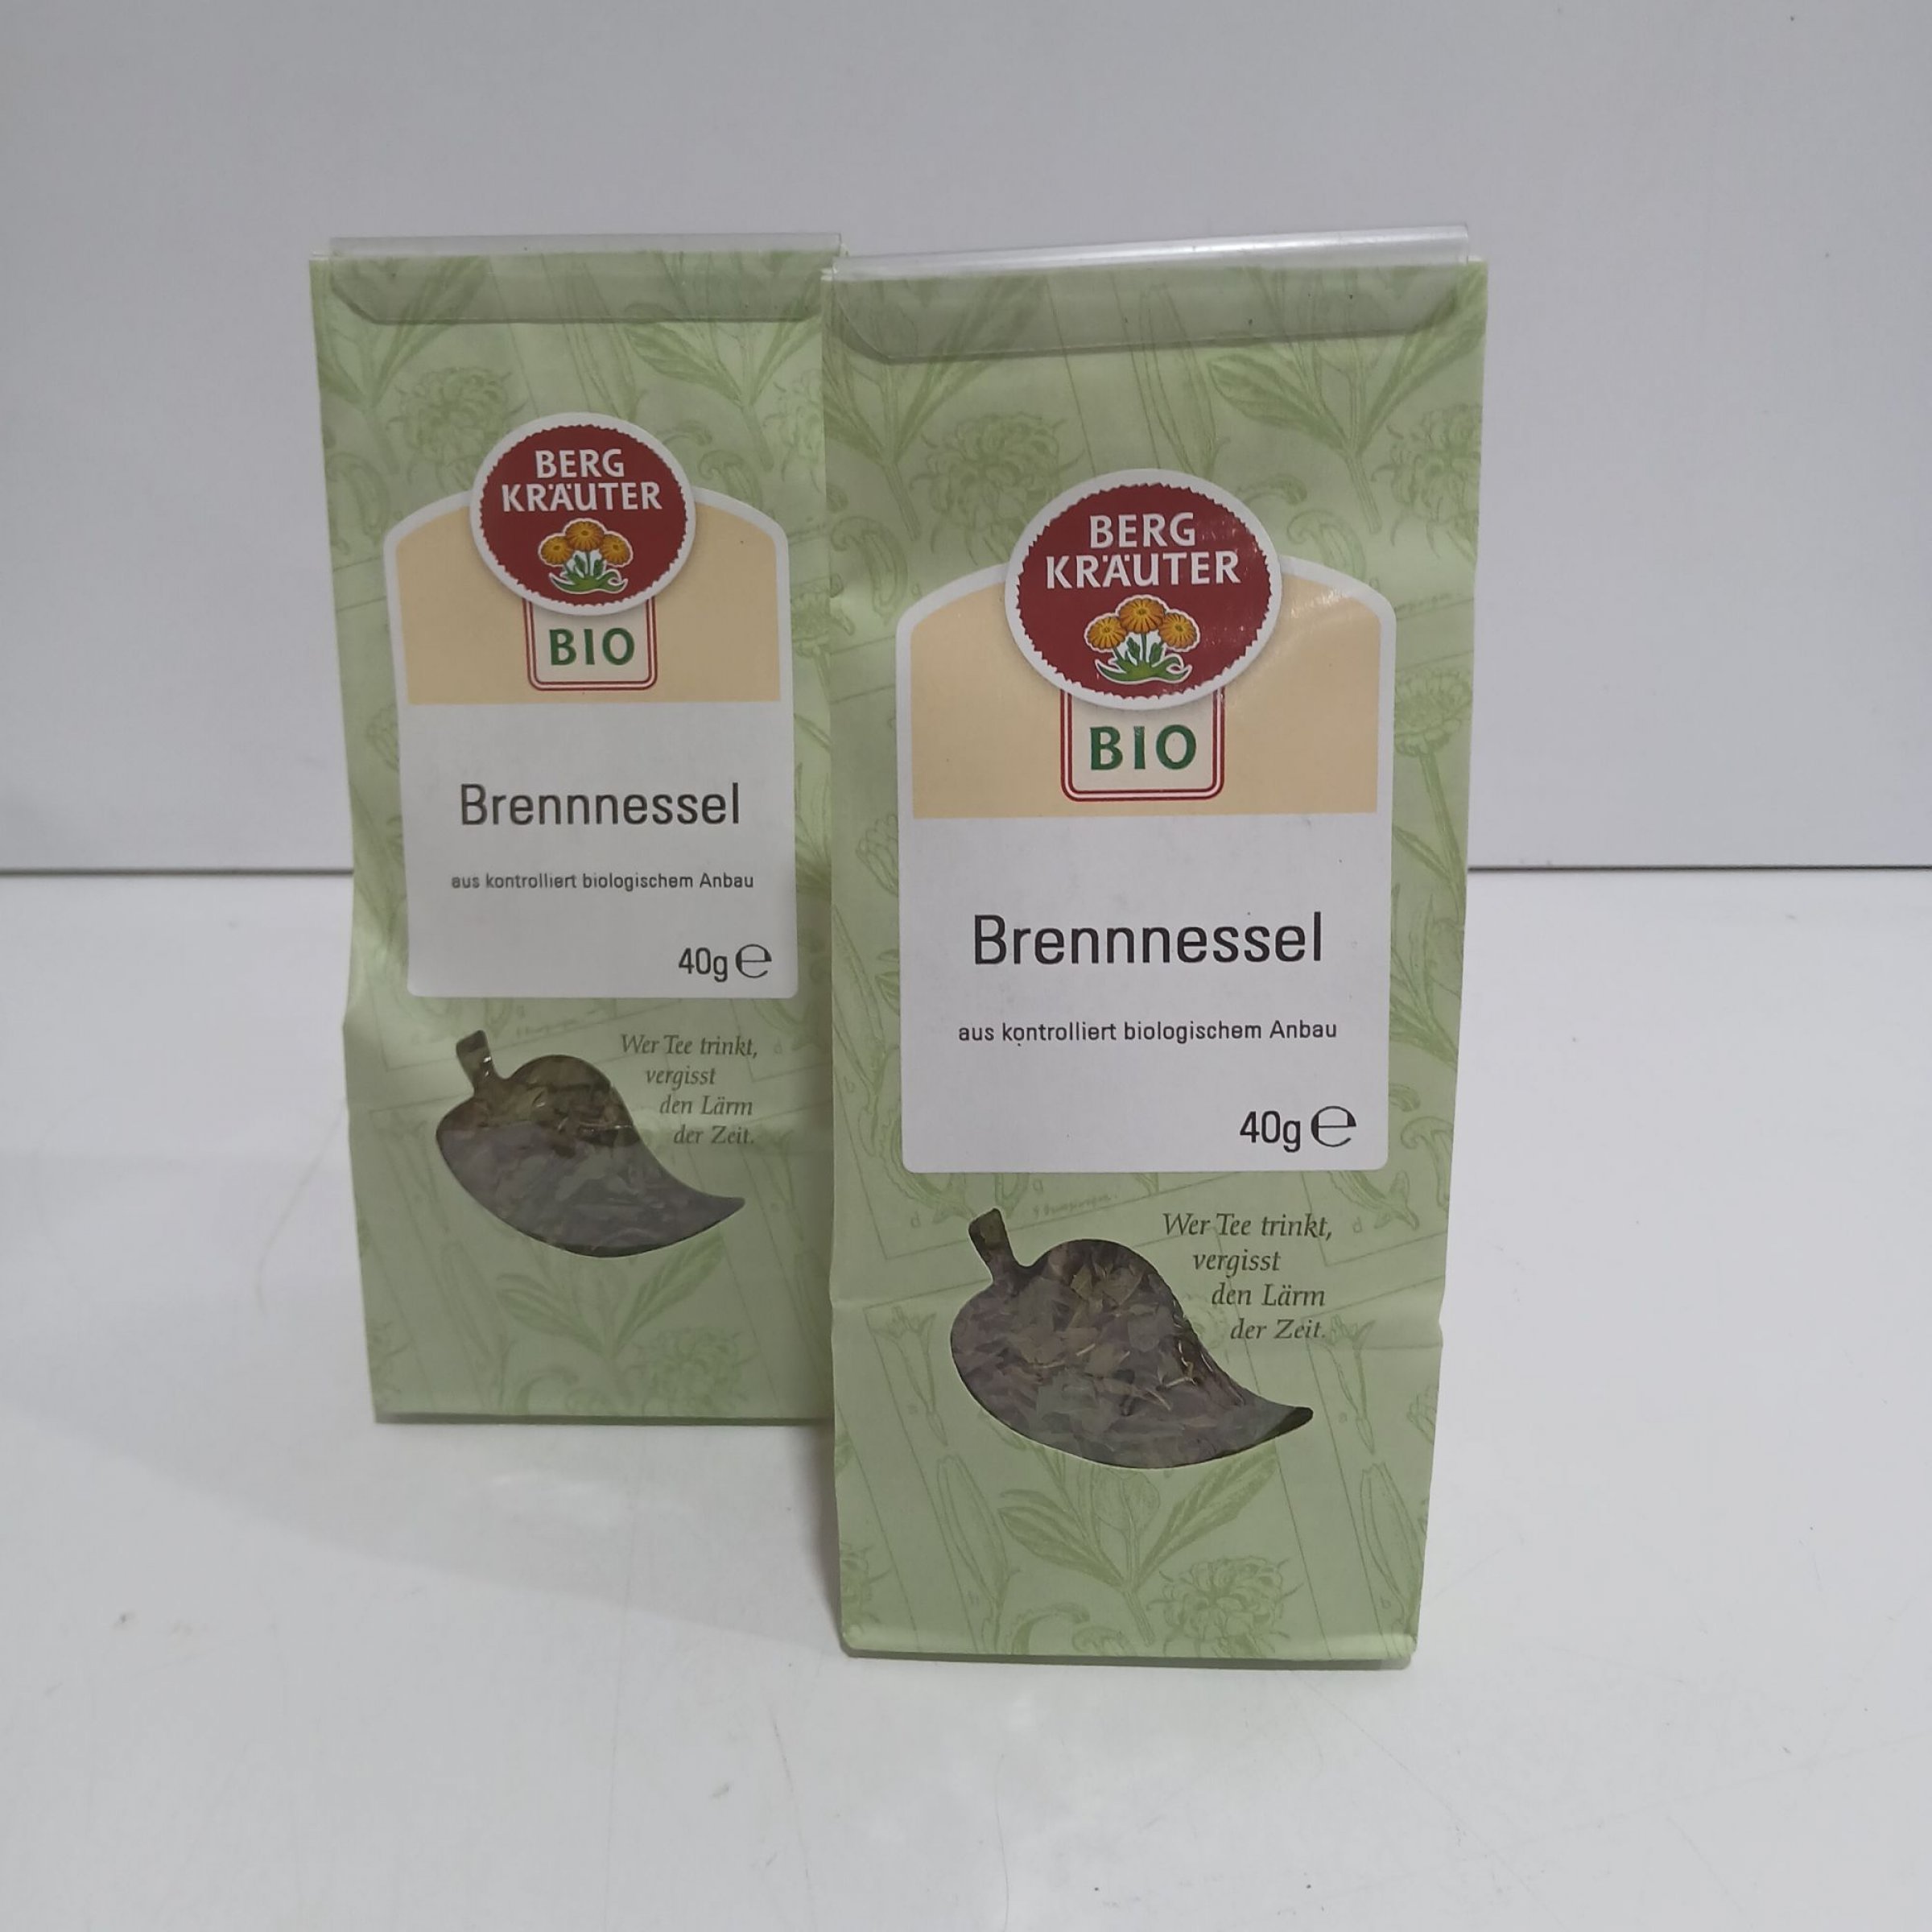 BERG
KRÄUTER
BIO
Brennnessel
aus kontrolliert biologischem Anbau
40g ℮
Wer Tee trinkt,
vergisst
den Lärm
der Zeit.
BERG
KRÄUTER
BIO
Brennnessel
aus kontrolliert biologischem Anbau
40g ℮
Wer Tee trinkt,
vergisst
den Lärm
der Zeit.